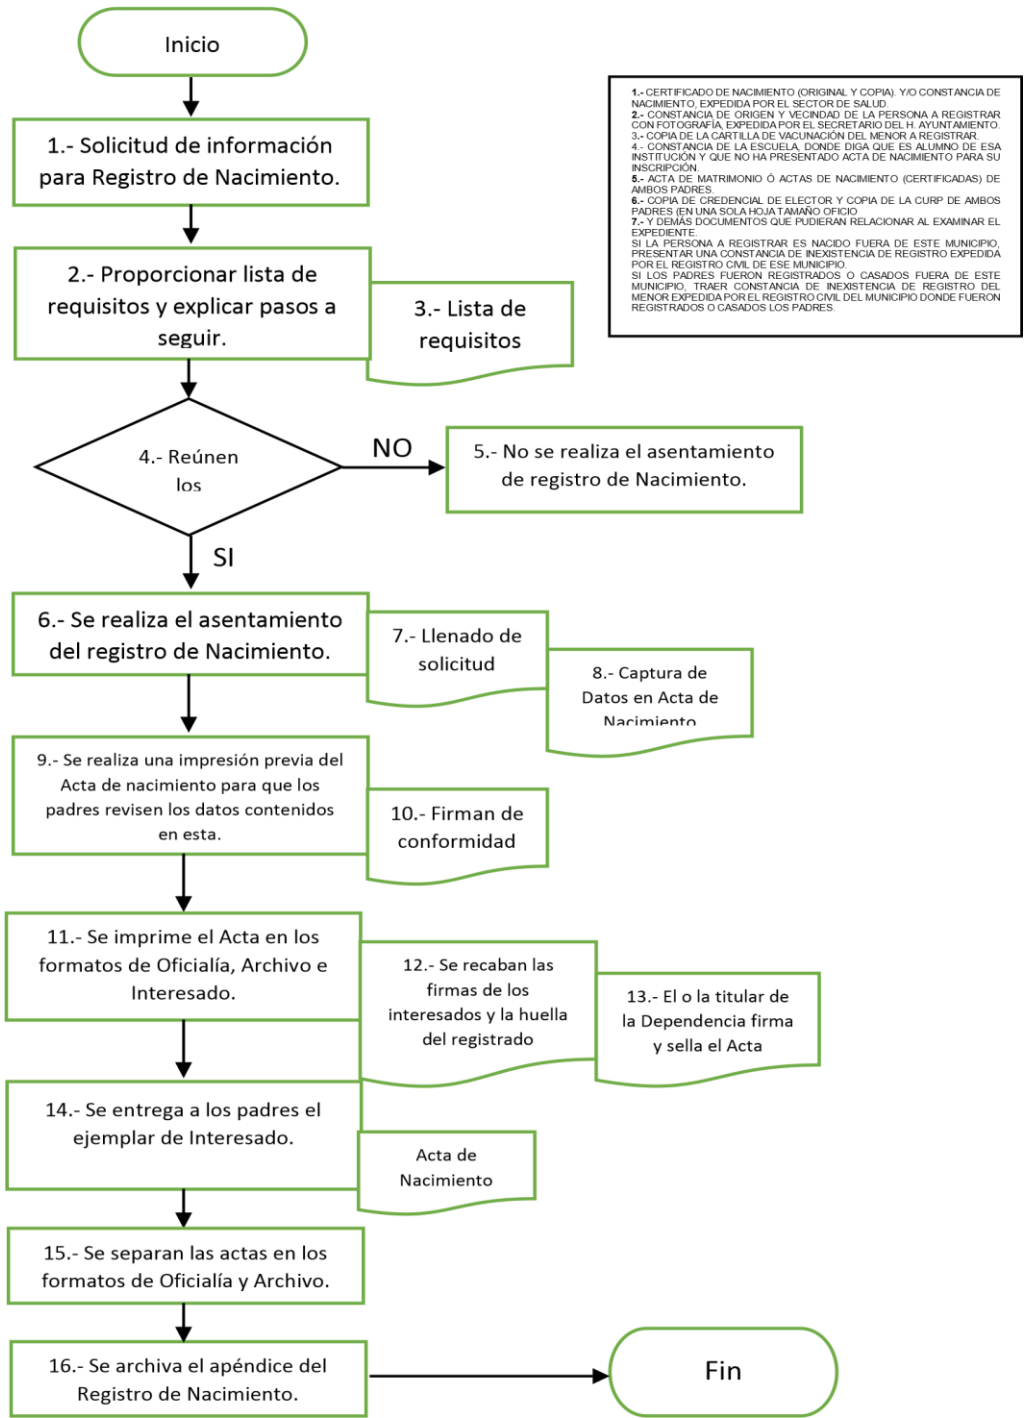 Inicio
1.- Solicitud de información
para Registro de Nacimiento.
1.- CERTIFICADO DE NACIMIENTO (ORIGINAL Y COPIA). Y/O CONSTANCIA DE
NACIMIENTO, EXPEDIDA POR EL SECTOR DE SALUD.
2.- CONSTANCIA DE ORIGEN Y VECINDAD DE LA PERSONA A REGISTRAR
CON FOTOGRAFÍA, EXPEDIDA POR EL SECRETARIO DEL H. AYUNTAMIENTO.
3.- COPIA DE LA CARTILLA DE VACUNACIÓN DEL MENOR A REGISTRAR.
4.- CONSTANCIA DE LA ESCUELA, DONDE DIGA QUE ES ALUMNO DE ESA
INSTITUCIÓN Y QUE NO HA PRESENTADO ACTA DE NACIMIENTO PARA SU
INSCRIPCIÓN.
5.- ACTA DE MATRIMONIO Ó ACTAS DE NACIMIENTO (CERTIFICADAS) DE
AMBOS PADRES.
6.- COPIA DE CREDENCIAL DE ELECTOR Y COPIA DE LA CURP DE AMBOS
PADRES (EN UNA SOLA HOJA TAMAÑO OFICIO
7.- Y DEMÁS DOCUMENTOS QUE PUDIERAN RELACIONAR AL EXAMINAR EL
EXPEDIENTE.
SI LA PERSONA A REGISTRAR ES NACIDO FUERA DE ESTE MUNICIPIO,
PRESENTAR UNA CONSTANCIA DE INEXISTENCIA DE REGISTRO EXPEDIDA
POR EL REGISTRO CIVIL DE ESE MUNICIPIO.
SI LOS PADRES FUERON REGISTRADOS O CASADOS FUERA DE ESTE
MUNICIPIO, TRAER CONSTANCIA DE INEXISTENCIA DE REGISTRO DEL
MENOR EXPEDIDA POR EL REGISTRO CIVIL DEL MUNICIPIO DONDE FUERON
REGISTRADOS O CASADOS LOS PADRES.
2.- Proporcionar lista de
requisitos y explicar pasos a
seguir.
3.- Lista de
requisitos
4.- Reúnen
los
NO
5.- No se realiza el asentamiento
de registro de Nacimiento.
SI
6.- Se realiza el asentamiento
del registro de Nacimiento.
7.- Llenado de
solicitud
8.- Captura de
Datos en Acta de
Nacimiento
9.- Se realiza una impresión previa del
Acta de nacimiento para que los
padres revisen los datos contenidos
en esta.
10.- Firman de
conformidad
11.- Se imprime el Acta en los
formatos de Oficialía, Archivo e
Interesado.
12.- Se recaban las
firmas de los
interesados y la huella
del registrado
13.- El o la titular de
la Dependencia firma
y sella el Acta
14.- Se entrega a los padres el
ejemplar de Interesado.
Acta de
Nacimiento
15.- Se separan las actas en los
formatos de Oficialía y Archivo.
16.- Se archiva el apéndice del
Registro de Nacimiento.
Fin